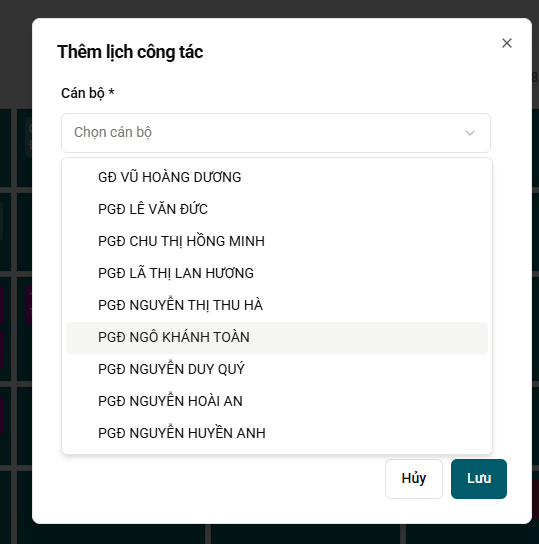 Thêm lịch công tác
Cán bộ *
Chọn cán bộ
GĐ VŨ HOÀNG DƯƠNG
PGĐ LÊ VĂN ĐỨC
PGĐ CHU THỊ HỒNG MINH
PGĐ LÃ THỊ LAN HƯƠNG
PGĐ NGUYỄN THỊ THU HÀ
PGĐ NGÔ KHÁNH TOÀN
PGĐ NGUYỄN DUY QUÝ
PGĐ NGUYỄN HOÀI AN
PGĐ NGUYỄN HUYỀN ANH
Hủy
Lưu